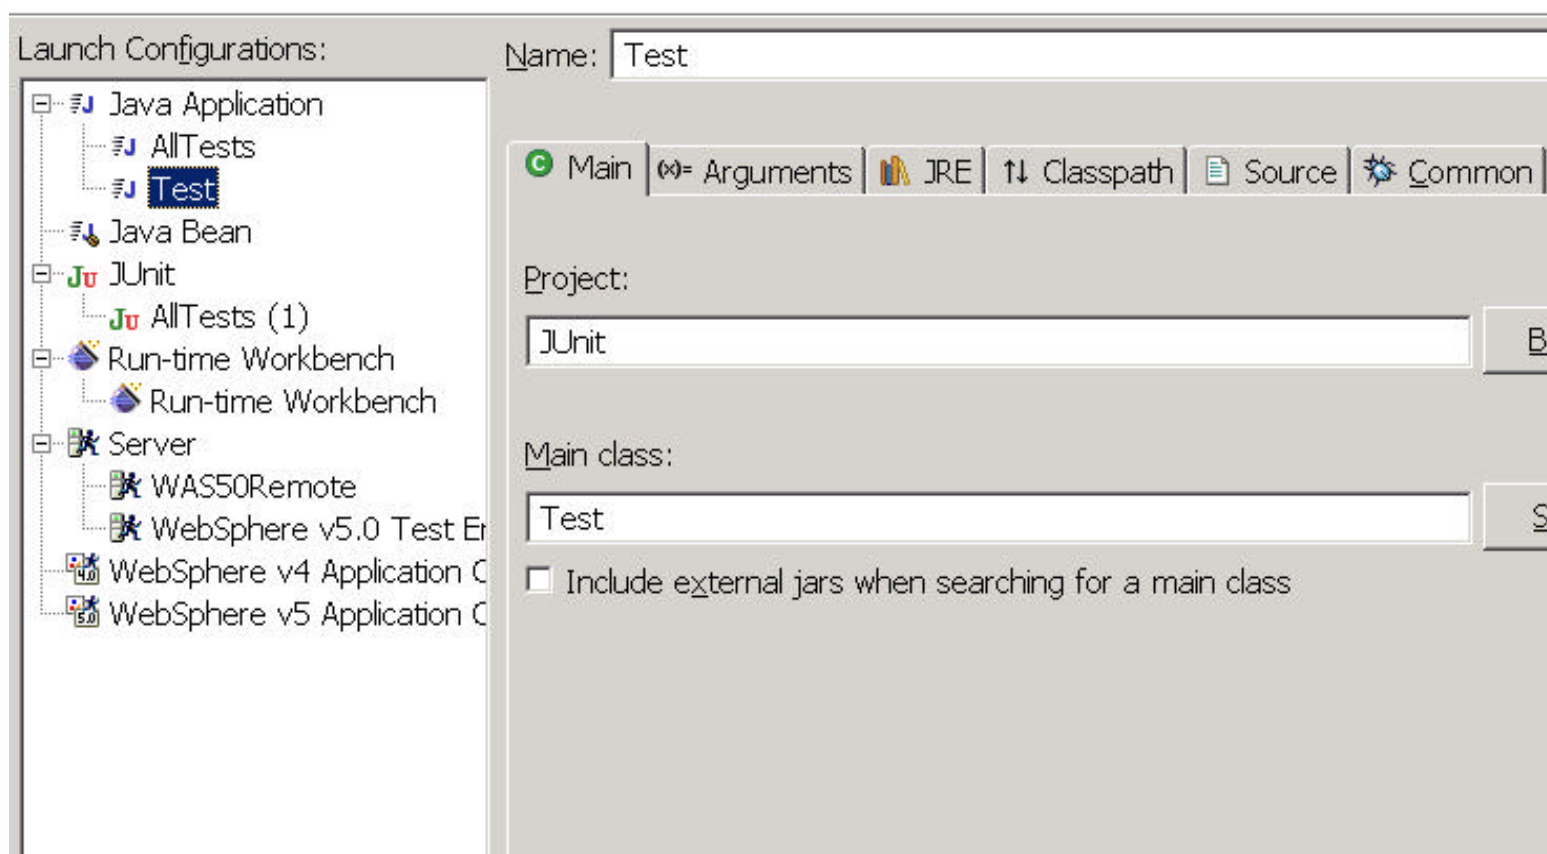 Launch Configurations:
Java Application
AllTests
Test
Java Bean
JUnit
AllTests (1)
Run-time Workbench
Run-time Workbench
Server
WAS50Remote
WebSphere v5.0 Test
WebSphere v4 Application
WebSphere v5 Application
Name: Test
Main (x)= Arguments JRE Classpath Source Common
Project:
JUnit
Main class:
Test
Include external jars when searching for a main class